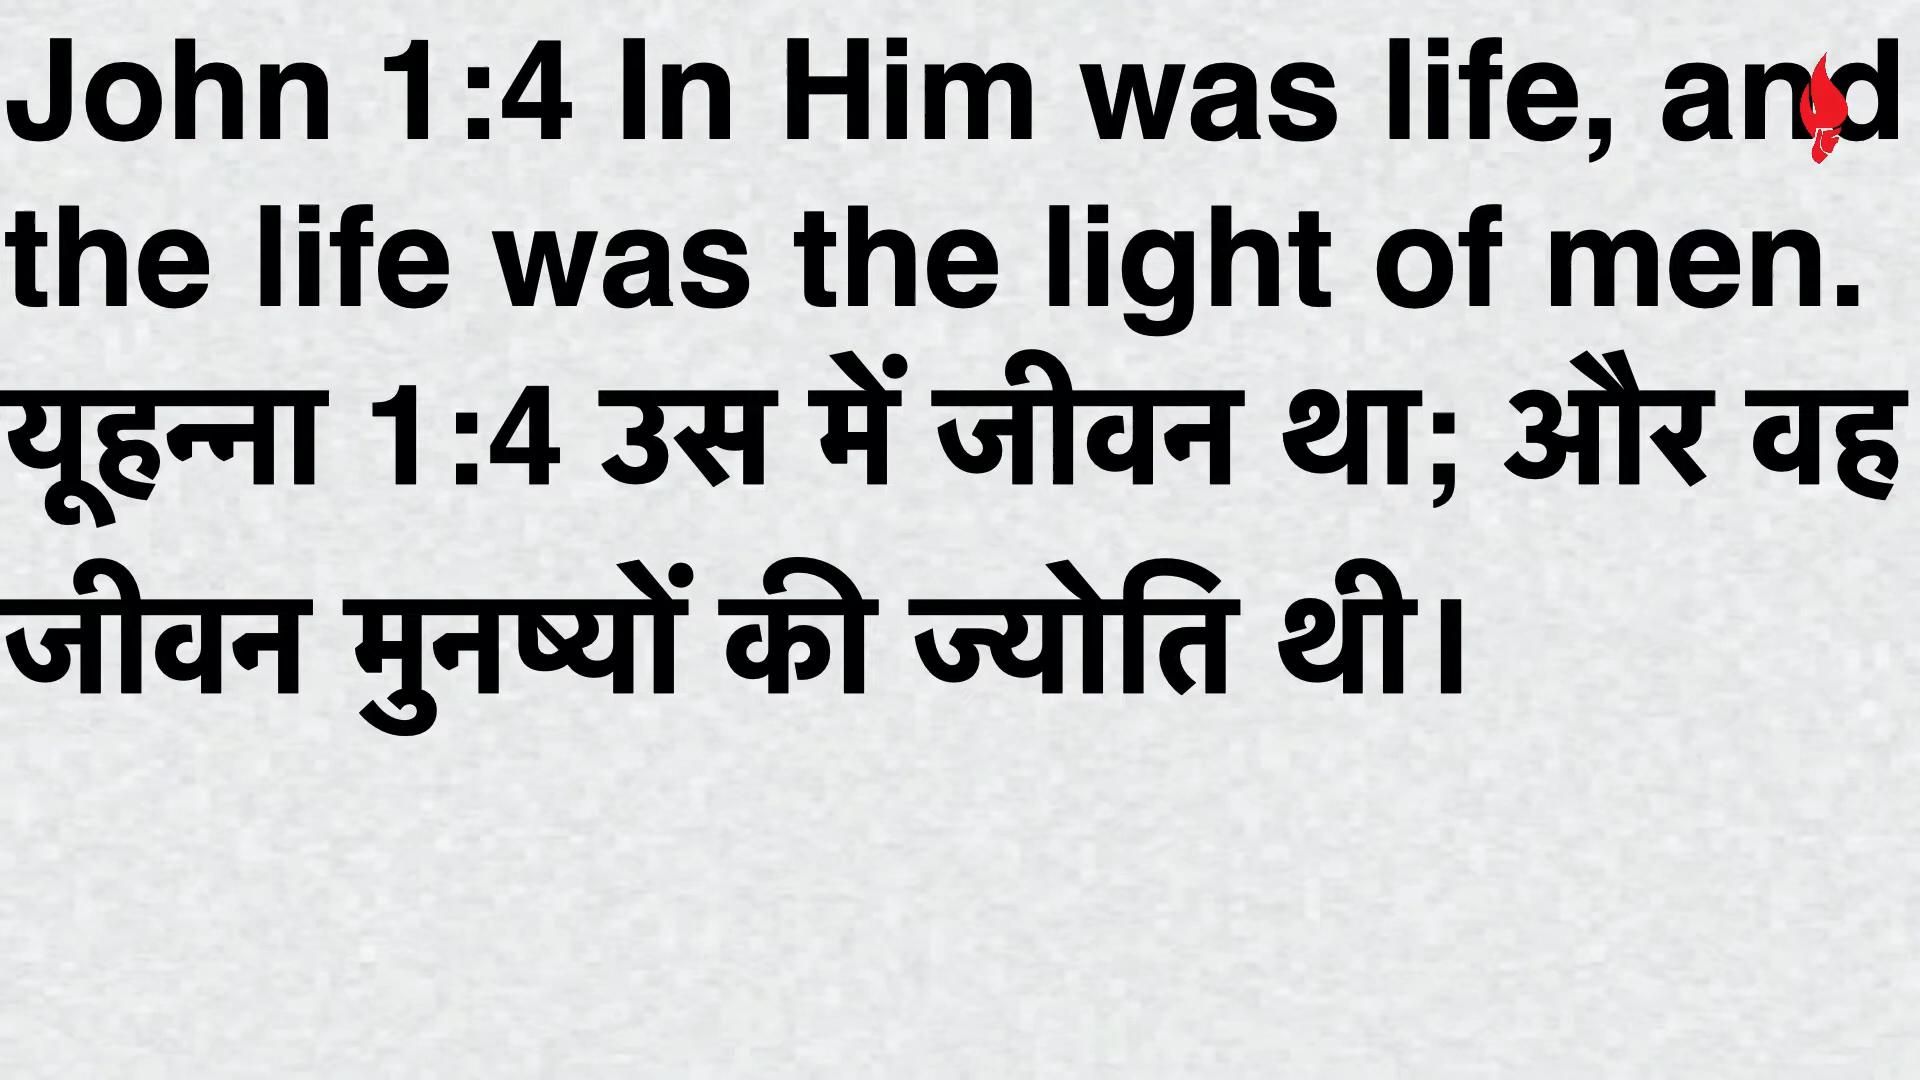 John 1:4 In Him was life, and
the life was the light of men.
यूहन्ना 1:4 उस में जीवन था; और वह
जीवन मुनष्यों की ज्योति थी।